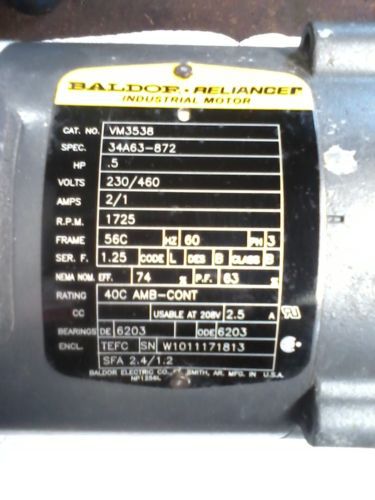 BALDOR · RELIANCER
INDUSTRIAL MOTOR
CAT. NO. VM3538
SPEC. 34A63-872
HP .5
VOLTS 230/460
AMPS 2/1
R.P.M. 1725
FRAME 56C HZ 60 PH 3
SER. F. 1.25 CODE L DES B CLASS B
NEMA NOM. EFF. 74 % P.F. 63 %
RATING 40C AMB-CONT
CC USABLE AT 208V 2.5 A
BEARINGS DE 6203 ODE 6203
ENCL. TEFC SN W1011171813
SFA 2.4/1.2
BALDOR ELECTRIC CO., FT. SMITH, AR. MFG. IN U.S.A.
NP1256L